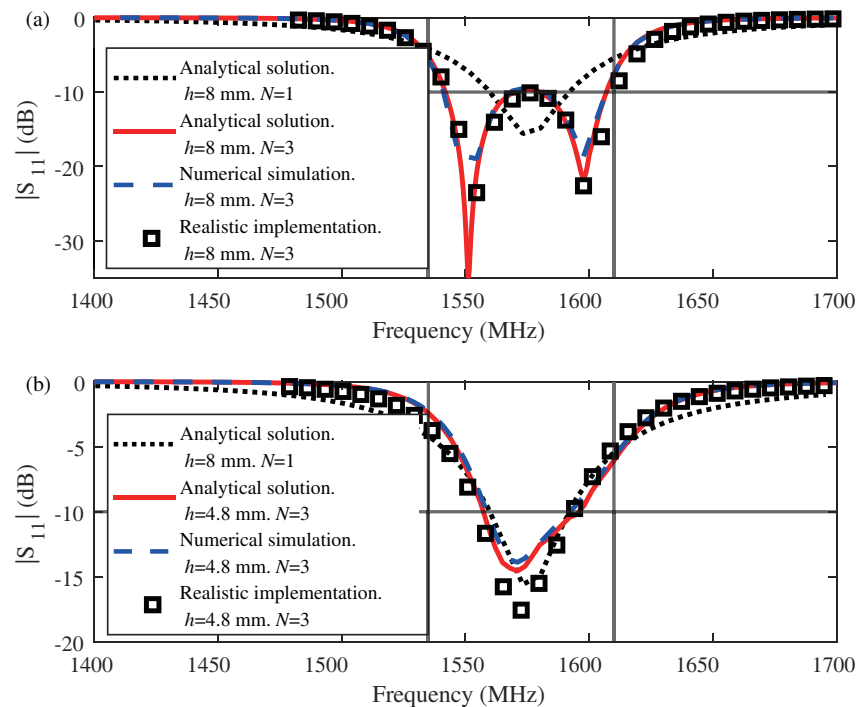 (a)
0
-10
-20
-30
|S 11| (dB)
Analytical solution.
h=8 mm. N=1
Analytical solution.
h=8 mm. N=3
Numerical simulation.
h=8 mm. N=3
Realistic implementation.
h=8 mm. N=3
1400 1450 1500 1550 1600 1650 1700
Frequency (MHz)
(b)
0
-5
-10
-15
-20
|S 11| (dB)
Analytical solution.
h=8 mm. N=1
Analytical solution.
h=4.8 mm. N=3
Numerical simulation.
h=4.8 mm. N=3
Realistic implementation.
h=4.8 mm. N=3
1400 1450 1500 1550 1600 1650 1700
Frequency (MHz)